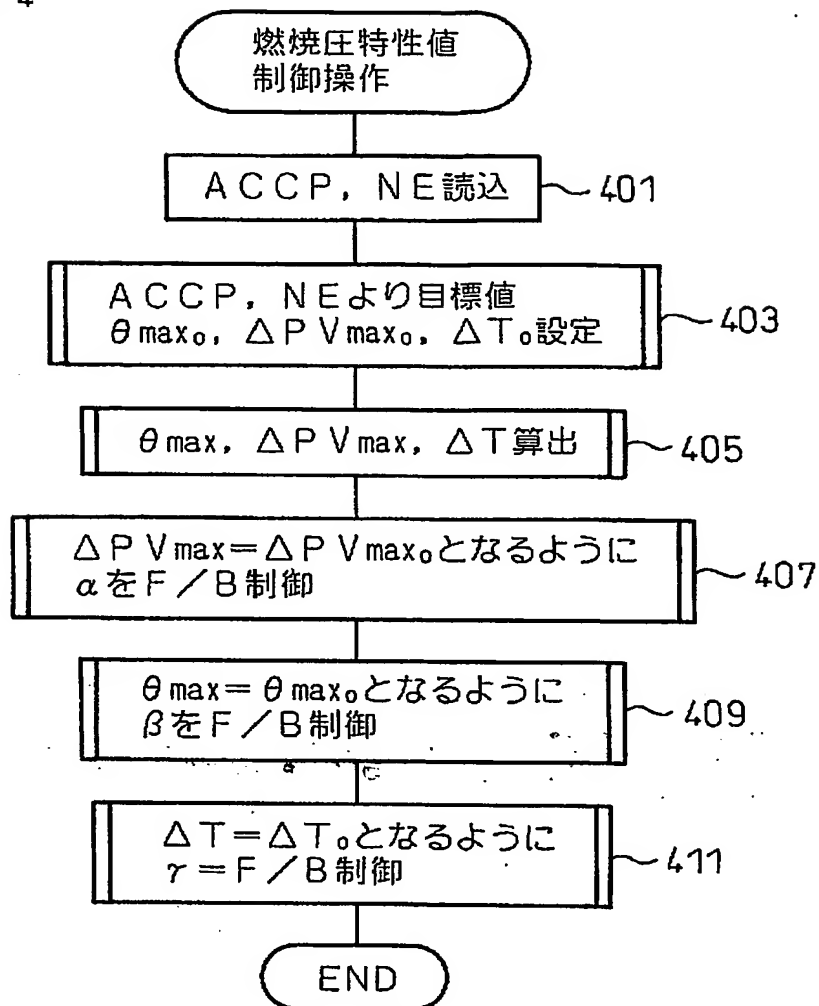 4
燃焼圧特性値
制御操作
ACCP, NE読込
401
ACCP, NEより目標値
θmax₀, ΔPVmax₀, ΔT₀設定
403
θmax, ΔPVmax, ΔT算出
405
ΔPVmax=ΔPVmax₀となるように
αをF/B制御
407
θmax=θmax₀となるように
βをF/B制御
409
ΔT=ΔT₀となるように
γ=F/B制御
411
END